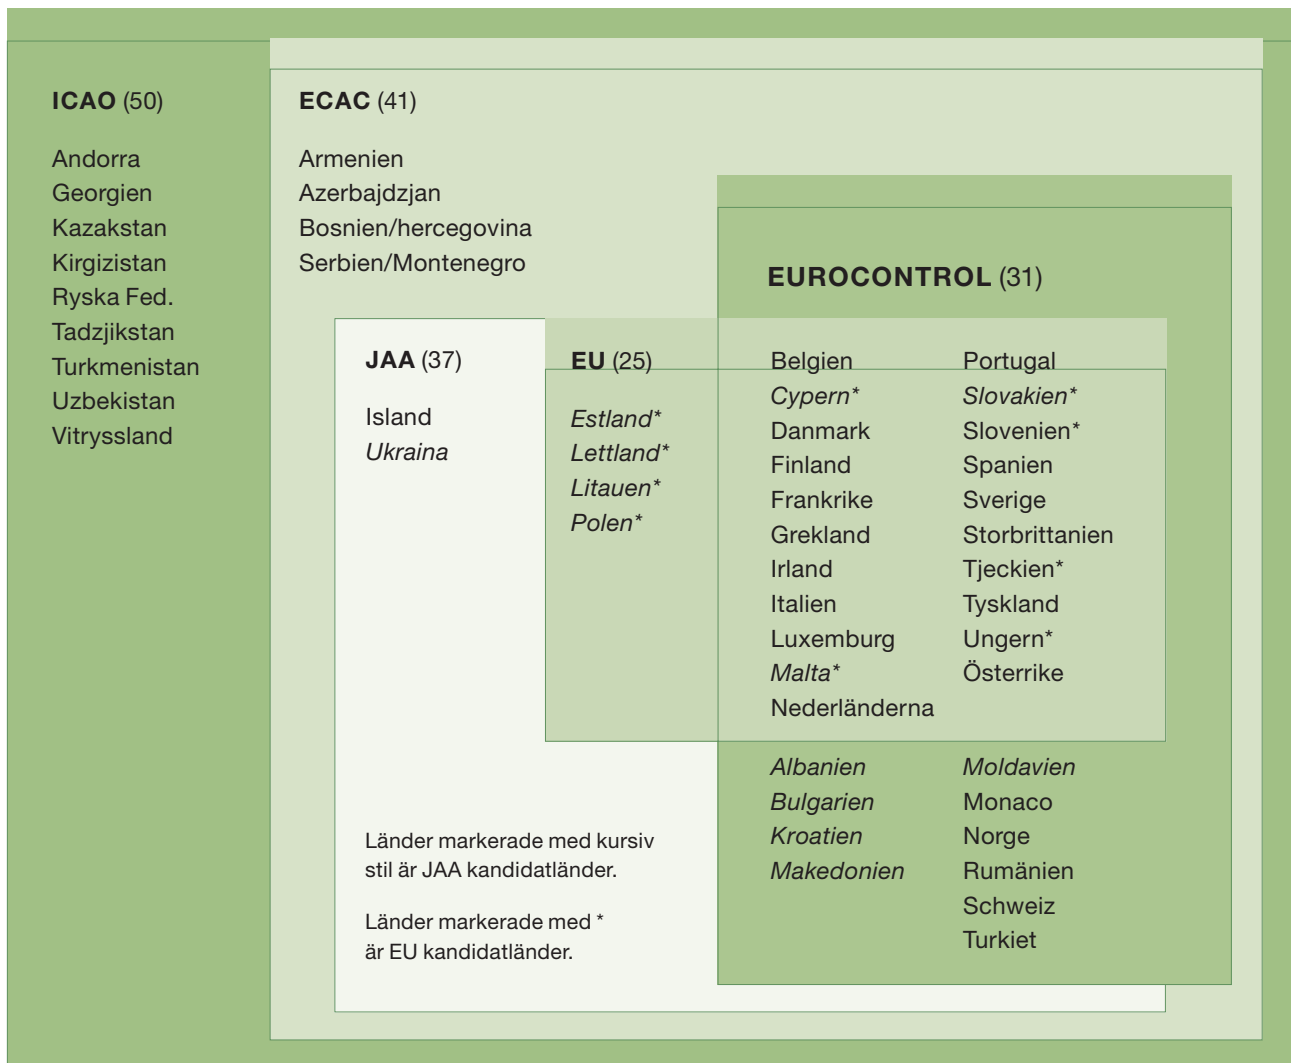 ICAO (50)
Andorra
Georgien
Kazakstan
Kirgizistan
Ryska Fed.
Tadzjikstan
Turkmenistan
Uzbekistan
Vitryssland
ECAC (41)
Armenien
Azerbajdzjan
Bosnien/hercegovina
Serbien/Montenegro
JAA (37)
Island
Ukraina
EU (25)
Estland*
Lettland*
Litauen*
Polen*
EUROCONTROL (31)
Belgien
Cypern*
Danmark
Finland
Frankrike
Grekland
Irland
Italien
Luxemburg
Malta*
Nederländerna
Portugal
Slovakien*
Slovenien*
Spanien
Sverige
Storbrittanien
Tjeckien*
Tyskland
Ungern*
Österrike
Albanien
Bulgarien
Kroatien
Makedonien
Moldavien
Monaco
Norge
Rumänien
Schweiz
Turkiet
Länder markerade med kursiv
stil är JAA kandidatländer.
Länder markerade med *
är EU kandidatländer.